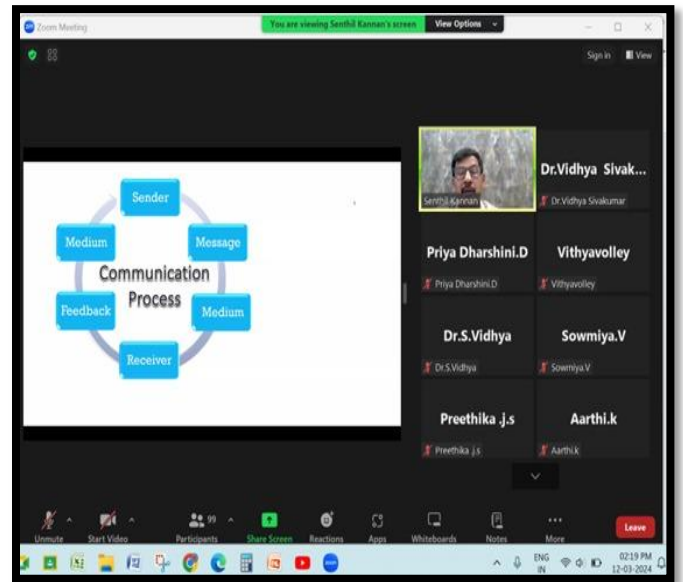 Zoom Meeting
You are viewing Senthil Kannan's screen View Options
Sign in View
Sender
Medium Message
Communication
Process
Feedback Medium
Receiver
Senthil Kannan
Dr.Vidhya Sivak...
Dr.Vidhya Sivakumar
Priya Dharshini.D
Priya Dharshini.D
Vithyavolley
Vithyavolley
Dr.S.Vidhya
Dr.S.Vidhya
Sowmiya.V
Sowmiya.V
Preethika .j.s
Preethika .j.s
Aarthi.k
Aarthi.k
Unmute Start Video Participants 99 Share Screen Reactions Apps Whiteboards Notes More Leave
ENG 02:19 PM
IN 12-03-2024